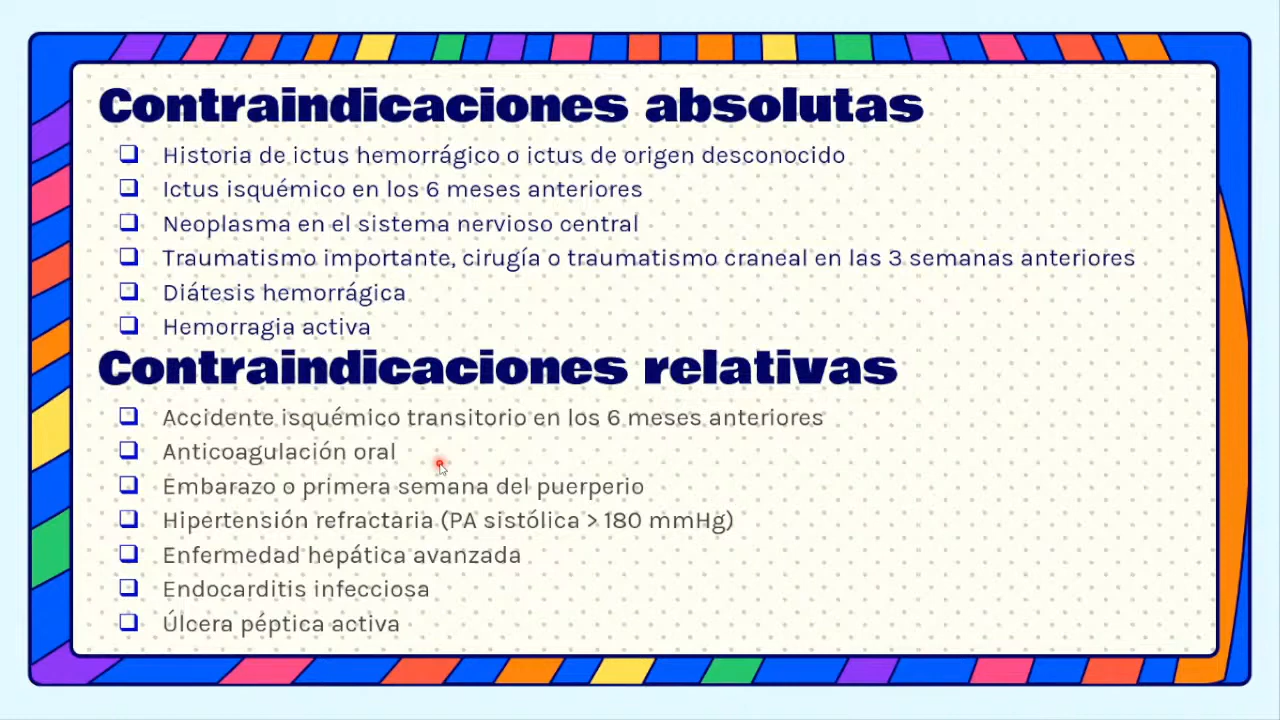 Contraindicaciones absolutas
❏ Historia de ictus hemorrágico o ictus de origen desconocido
❏ Ictus isquémico en los 6 meses anteriores
❏ Neoplasma en el sistema nervioso central
❏ Traumatismo importante, cirugía o traumatismo craneal en las 3 semanas anteriores
❏ Diátesis hemorrágica
❏ Hemorragia activa
Contraindicaciones relativas
❏ Accidente isquémico transitorio en los 6 meses anteriores
❏ Anticoagulación oral
❏ Embarazo o primera semana del puerperio
❏ Hipertensión refractaria (PA sistólica > 180 mmHg)
❏ Enfermedad hepática avanzada
❏ Endocarditis infecciosa
❏ Úlcera péptica activa